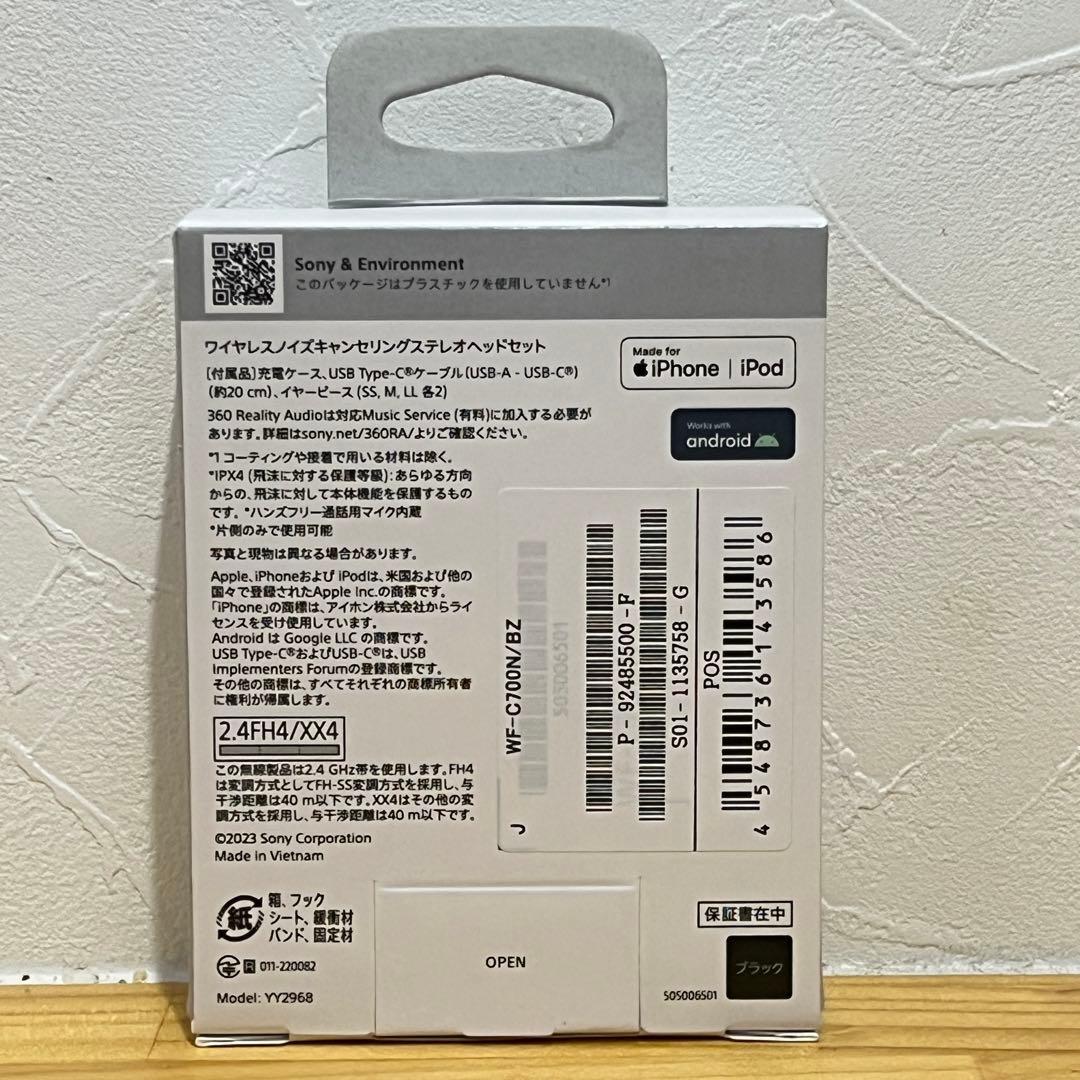 Sony & Environment
このパッケージはプラスチックを使用していません*1
ワイヤレスノイズキャンセリングステレオヘッドセット
[付属品]充電ケース、USB Type-C®ケーブル(USB-A - USB-C®)
(約20 cm)、イヤーピース (SS, M, LL 各2)
360 Reality Audioは対応Music Service (有料)に加入する必要が
あります。詳細はsony.net/360RA/よりご確認ください。
*1 コーティングや接着で用いる材料は除く。
*IPX4 (飛沫に対する保護等級): あらゆる方向
からの、飛沫に対して本体機能を保護するもの
です。*ハンズフリー通話用マイク内蔵
*片側のみで使用可能
写真と現物は異なる場合があります。
Apple、iPhoneおよび iPodは、米国および他の
国々で登録されたApple Inc.の商標です。
「iPhone」の商標は、アイホン株式会社からライ
センスを受け使用しています。
Android は Google LLC の商標です。
USB Type-C®およびUSB-C®は、USB
Implementers Forumの登録商標です。
その他の商標は、すべてそれぞれの商標所有者
に権利が帰属します。
2.4FH4/XX4
この無線製品は2.4 GHz帯を使用します。FH4
は変調方式としてFH-SS変調方式を採用し、与
干渉距離は40 m以下です。XX4はその他の変
調方式を採用し、与干渉距離は40 m以下です。
©2023 Sony Corporation
Made in Vietnam
紙
箱、フック
シート、緩衝材
バンド、固定材
R 011-220082
Model: YY2968
Made for
iPhone | iPod
Works with
android
J
WF-C700N/BZ
505006501
P - 92485500 - F
S01 - 1135758 - G
POS
4 548736 143586
OPEN
保証書在中
ブラック
505006501